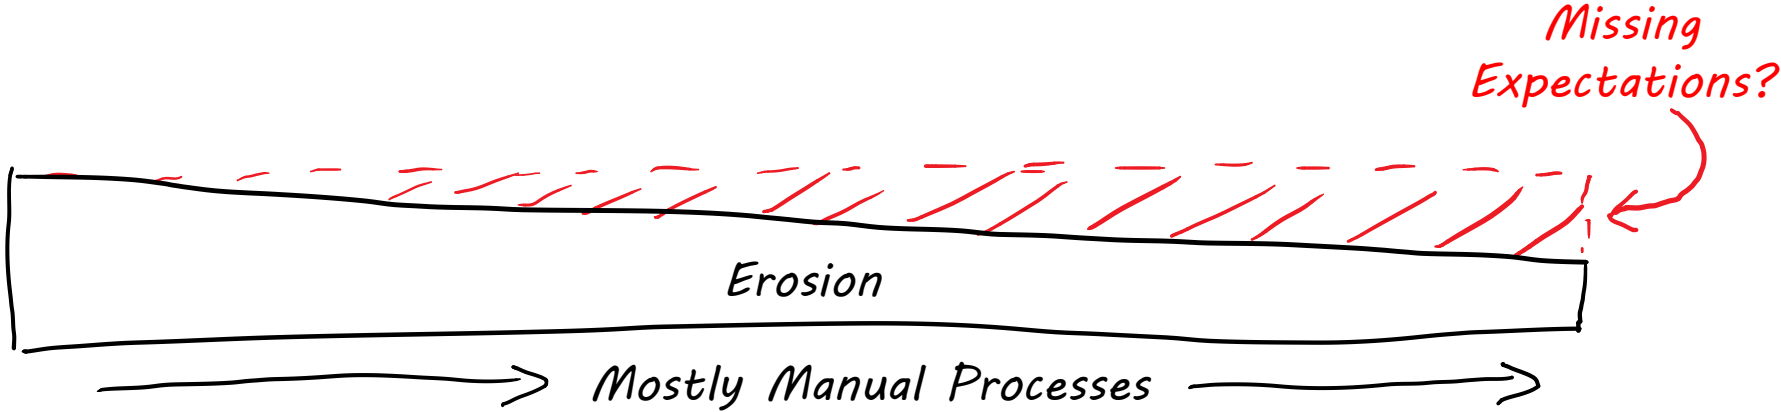 Missing
Expectations?
Erosion
Mostly Manual Processes